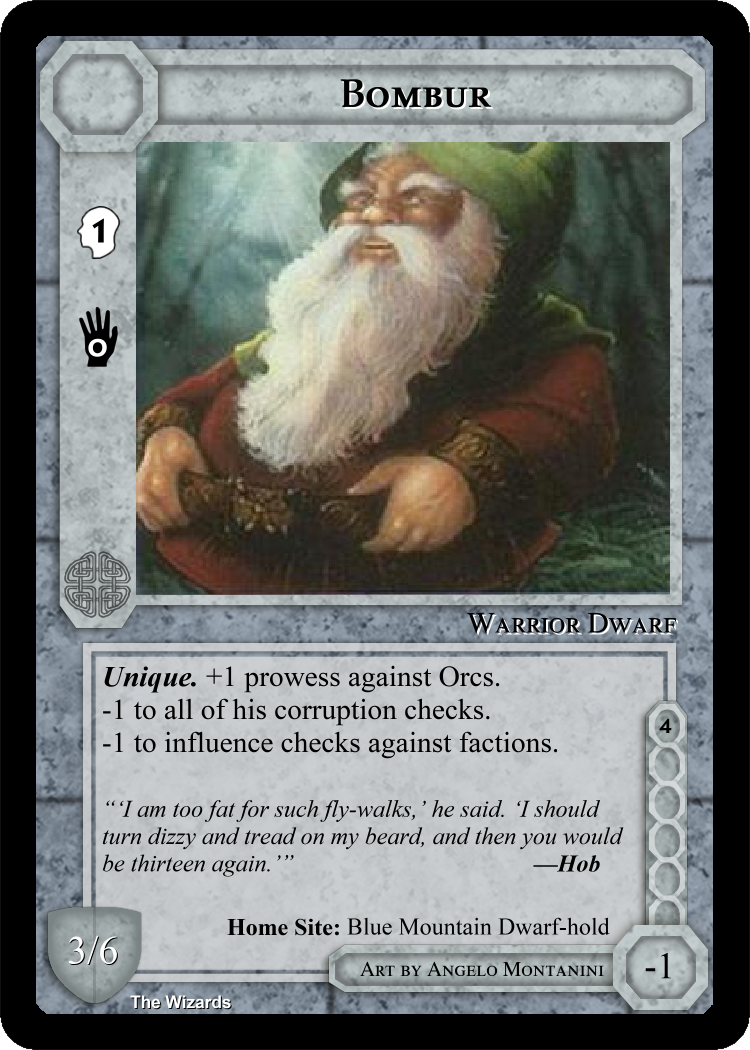 Bombur
1
0
Warrior Dwarf
Unique. +1 prowess against Orcs.
-1 to all of his corruption checks.
-1 to influence checks against factions.
4
“‘I am too fat for such fly-walks,’ he said. ‘I should
turn dizzy and tread on my beard, and then you would
be thirteen again.’” —Hob
Home Site: Blue Mountain Dwarf-hold
3/6
Art by Angelo Montanini
-1
The Wizards